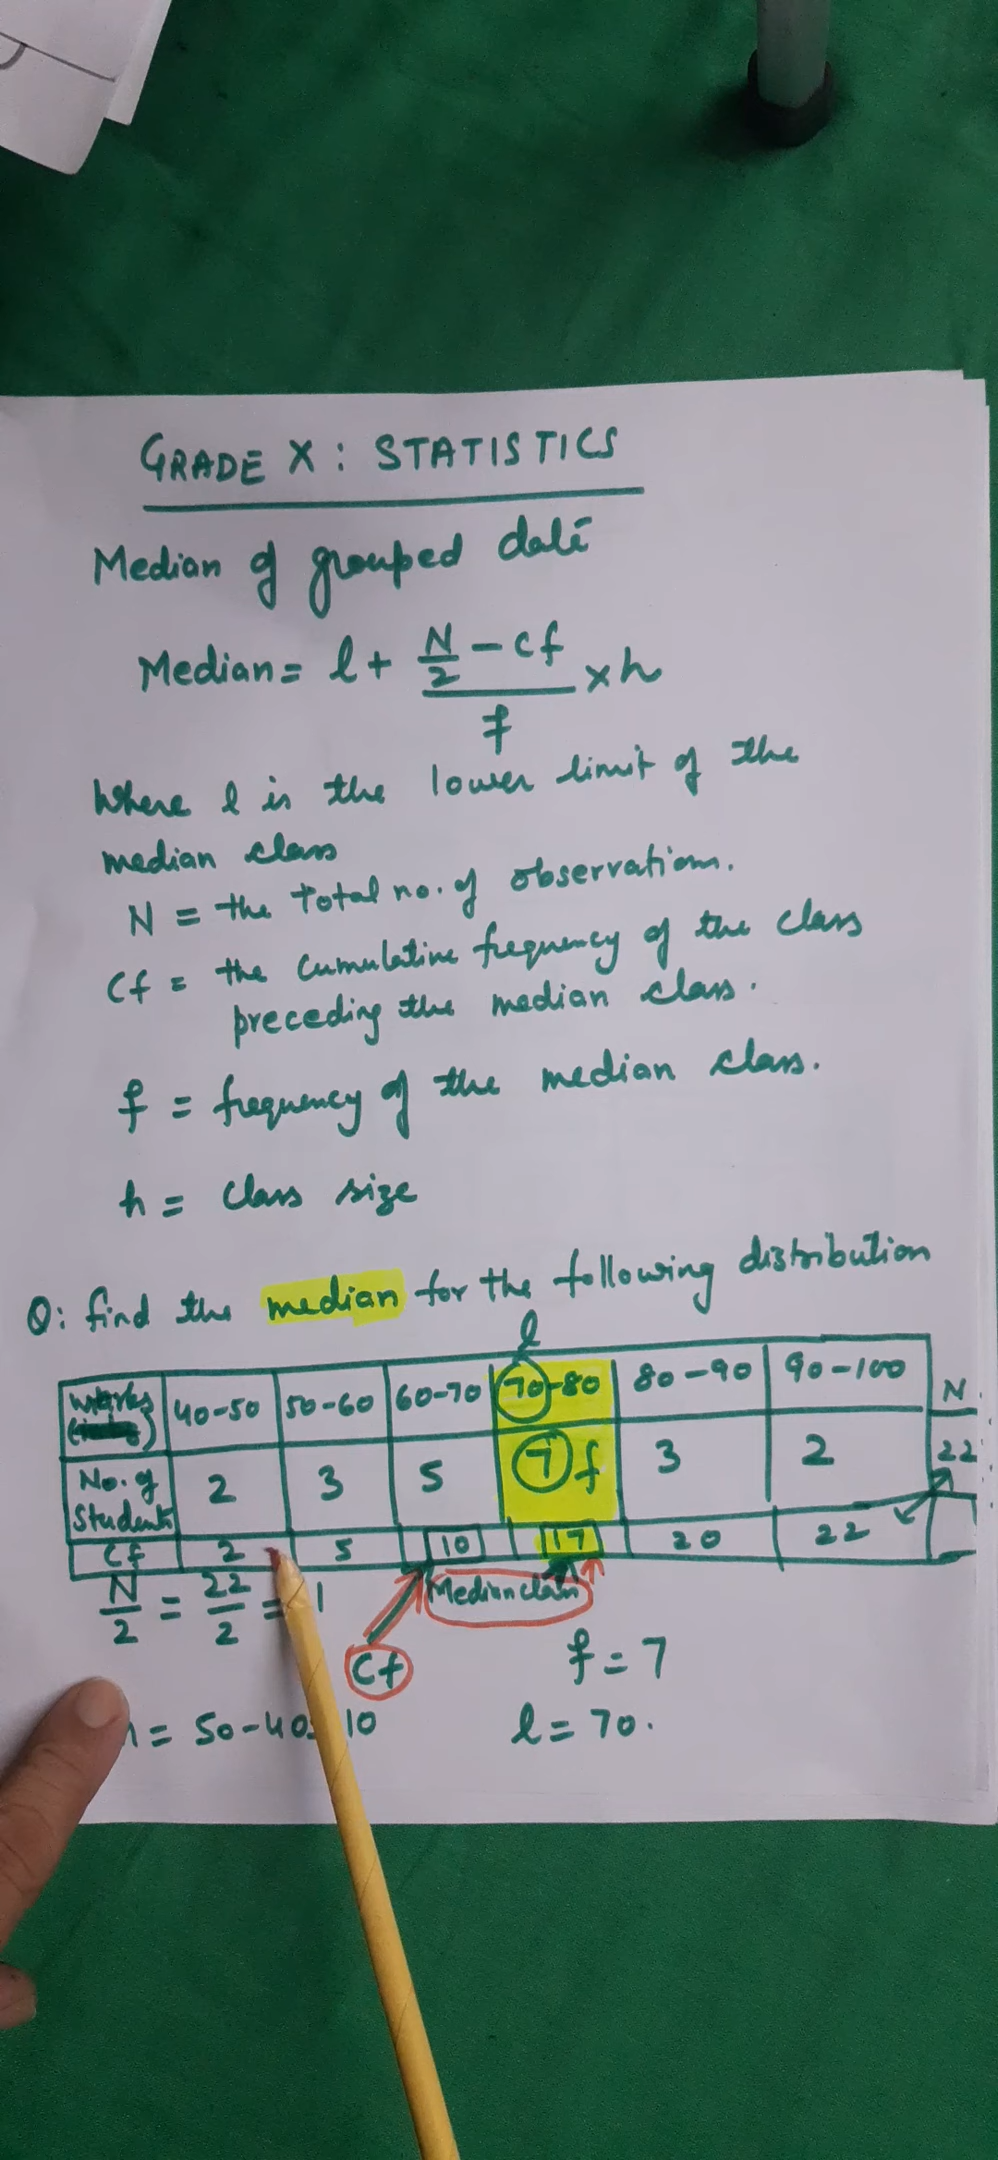 GRADE X : STATISTICS
Median of grouped data
Median = l + (N/2 - cf)/f × h
Where l is the lower limit of the
median class
N = the total no. of observations.
Cf = the cumulative frequency of the class
preceding the median class.
f = frequency of the median class.
h = class size
Q: find the median for the following distribution
l
Marks 40-50 50-60 60-70 70-80 80-90 90-100 N
No. of Students 2 3 5 7 f 3 2 22
Cf 2 5 10 17 20 22
N/2 = 22/2 = 1
Median class
Cf
f = 7
= 50-40 10
l = 70.